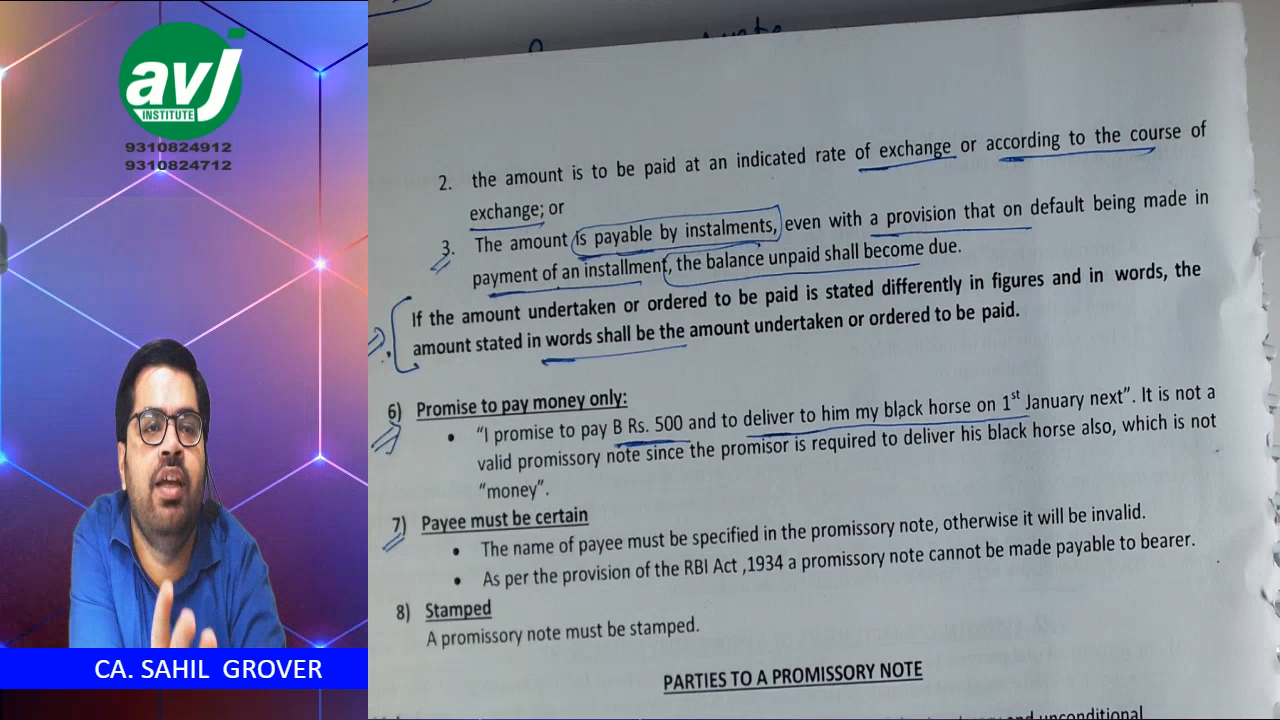 avj
INSTITUTE
9310824912
9310824712
CA. SAHIL GROVER
2. the amount is to be paid at an indicated rate of exchange or according to the course of
exchange; or
3. The amount is payable by instalments, even with a provision that on default being made in
payment of an installment, the balance unpaid shall become due.
If the amount undertaken or ordered to be paid is stated differently in figures and in words, the
amount stated in words shall be the amount undertaken or ordered to be paid.
6) Promise to pay money only:
• "I promise to pay B Rs. 500 and to deliver to him my black horse on 1st January next". It is not a
valid promissory note since the promisor is required to deliver his black horse also, which is not
"money".
7) Payee must be certain
• The name of payee must be specified in the promissory note, otherwise it will be invalid.
• As per the provision of the RBI Act ,1934 a promissory note cannot be made payable to bearer.
8) Stamped
A promissory note must be stamped.
PARTIES TO A PROMISSORY NOTE
and unconditional